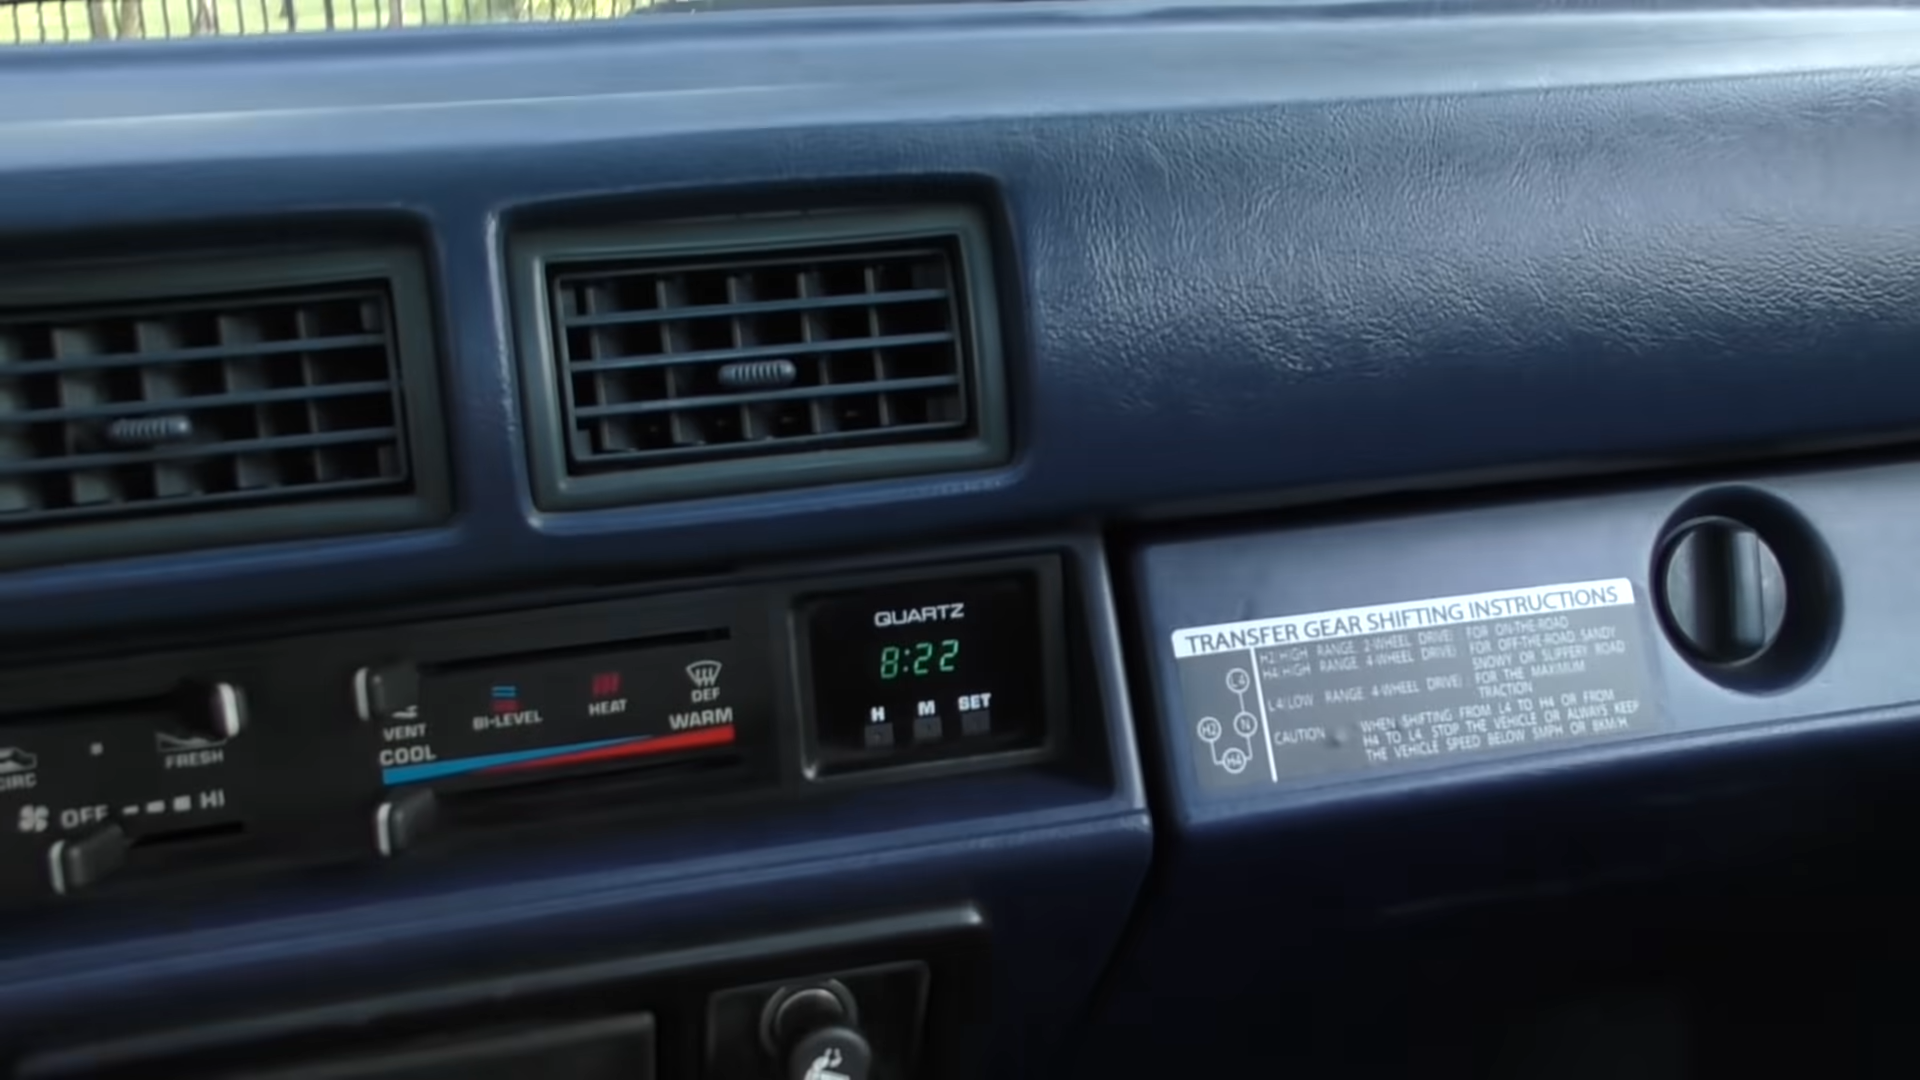 QUARTZ
8:22
H M SET
DEF
HEAT
BI-LEVEL
VENT
WARM
COOL
FRESH
CIRC
OFF HI
TRANSFER GEAR SHIFTING INSTRUCTIONS
H2(HIGH RANGE 2-WHEEL DRIVE) FOR ON-THE-ROAD
H4(HIGH RANGE 4-WHEEL DRIVE) FOR OFF-THE-ROAD SANDY
SNOWY OR SLIPPERY ROAD
L4(LOW RANGE 4-WHEEL DRIVE) FOR THE MAXIMUM
TRACTION
CAUTION WHEN SHIFTING FROM L4 TO H4 OR FROM
H4 TO L4 STOP THE VEHICLE OR ALWAYS KEEP
THE VEHICLE SPEED BELOW 5MPH OR 8KM/H
L4
H2 N
H4